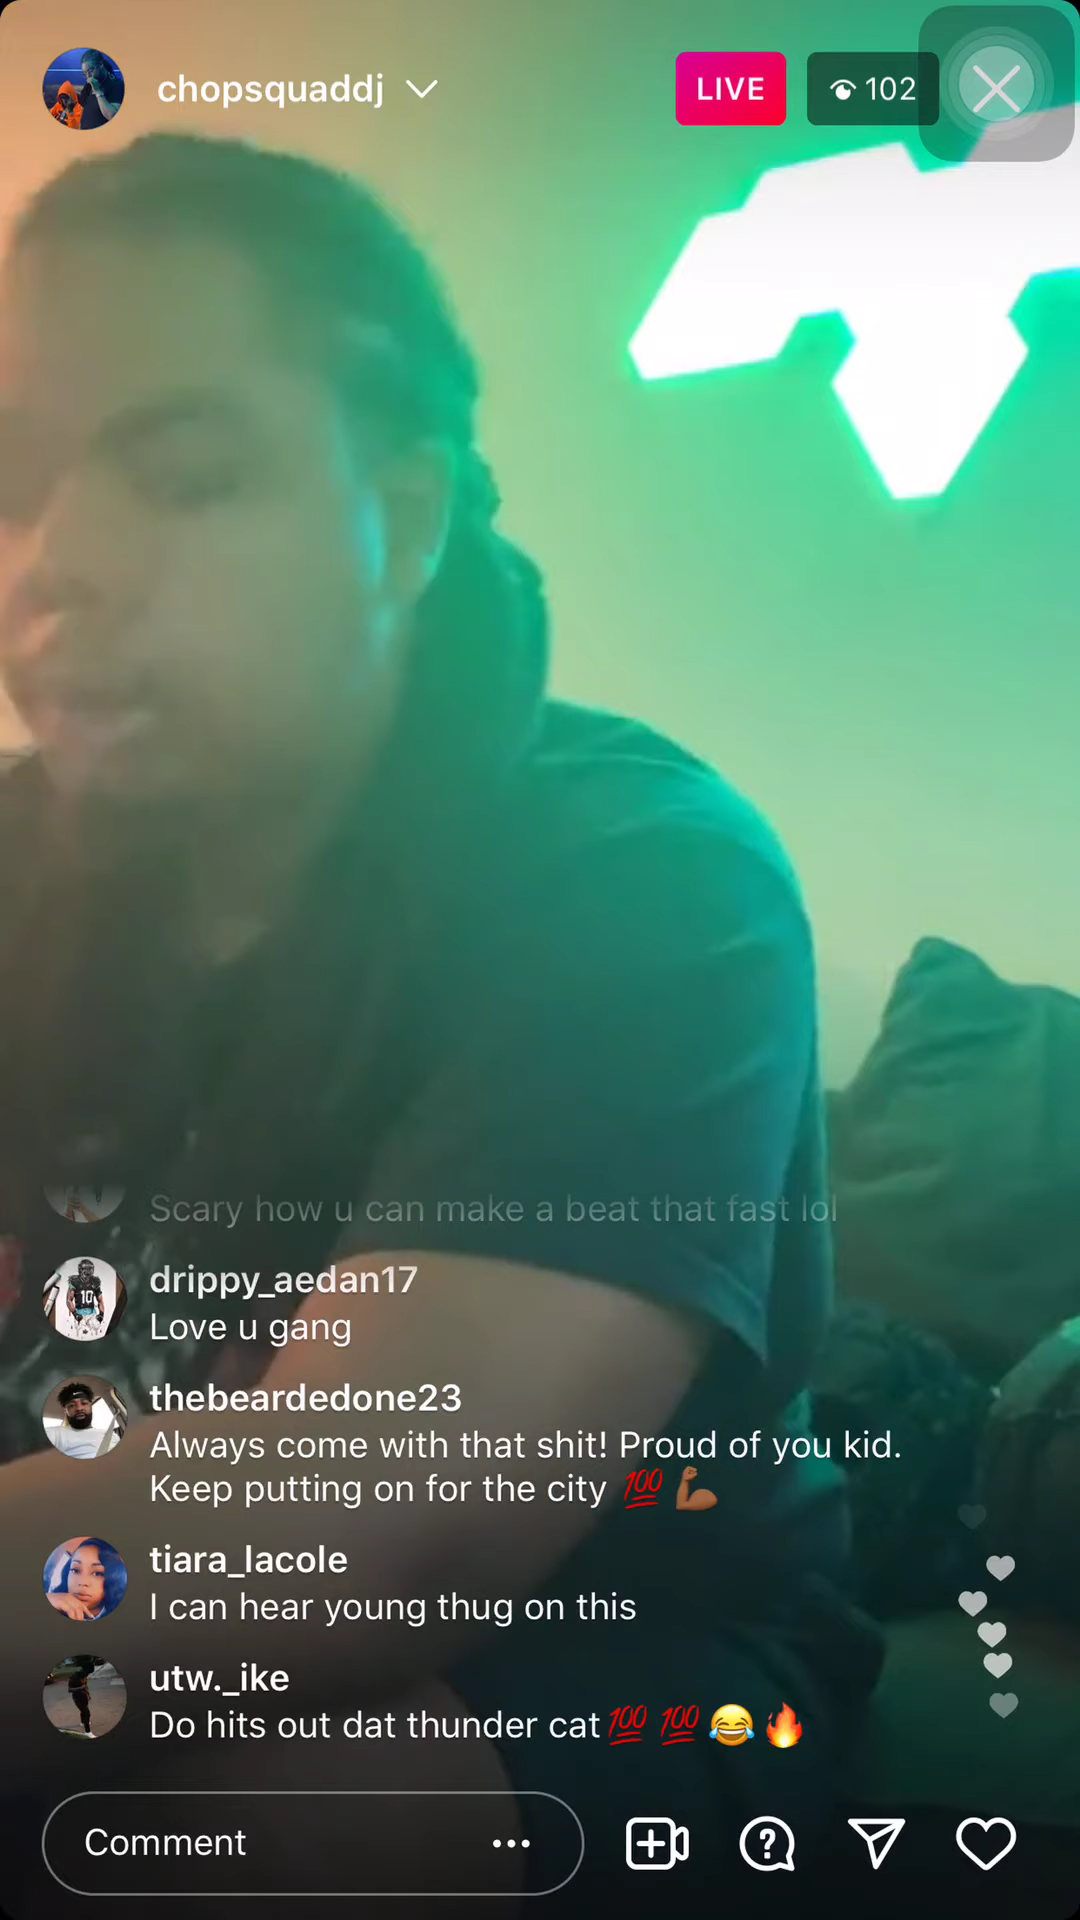 chopsquaddj
LIVE
102
Scary how u can make a beat that fast lol
drippy_aedan17
Love u gang
thebeardedone23
Always come with that shit! Proud of you kid.
Keep putting on for the city 💯💪🏾
tiara_lacole
I can hear young thug on this
utw._ike
Do hits out dat thunder cat💯💯😂🔥
Comment